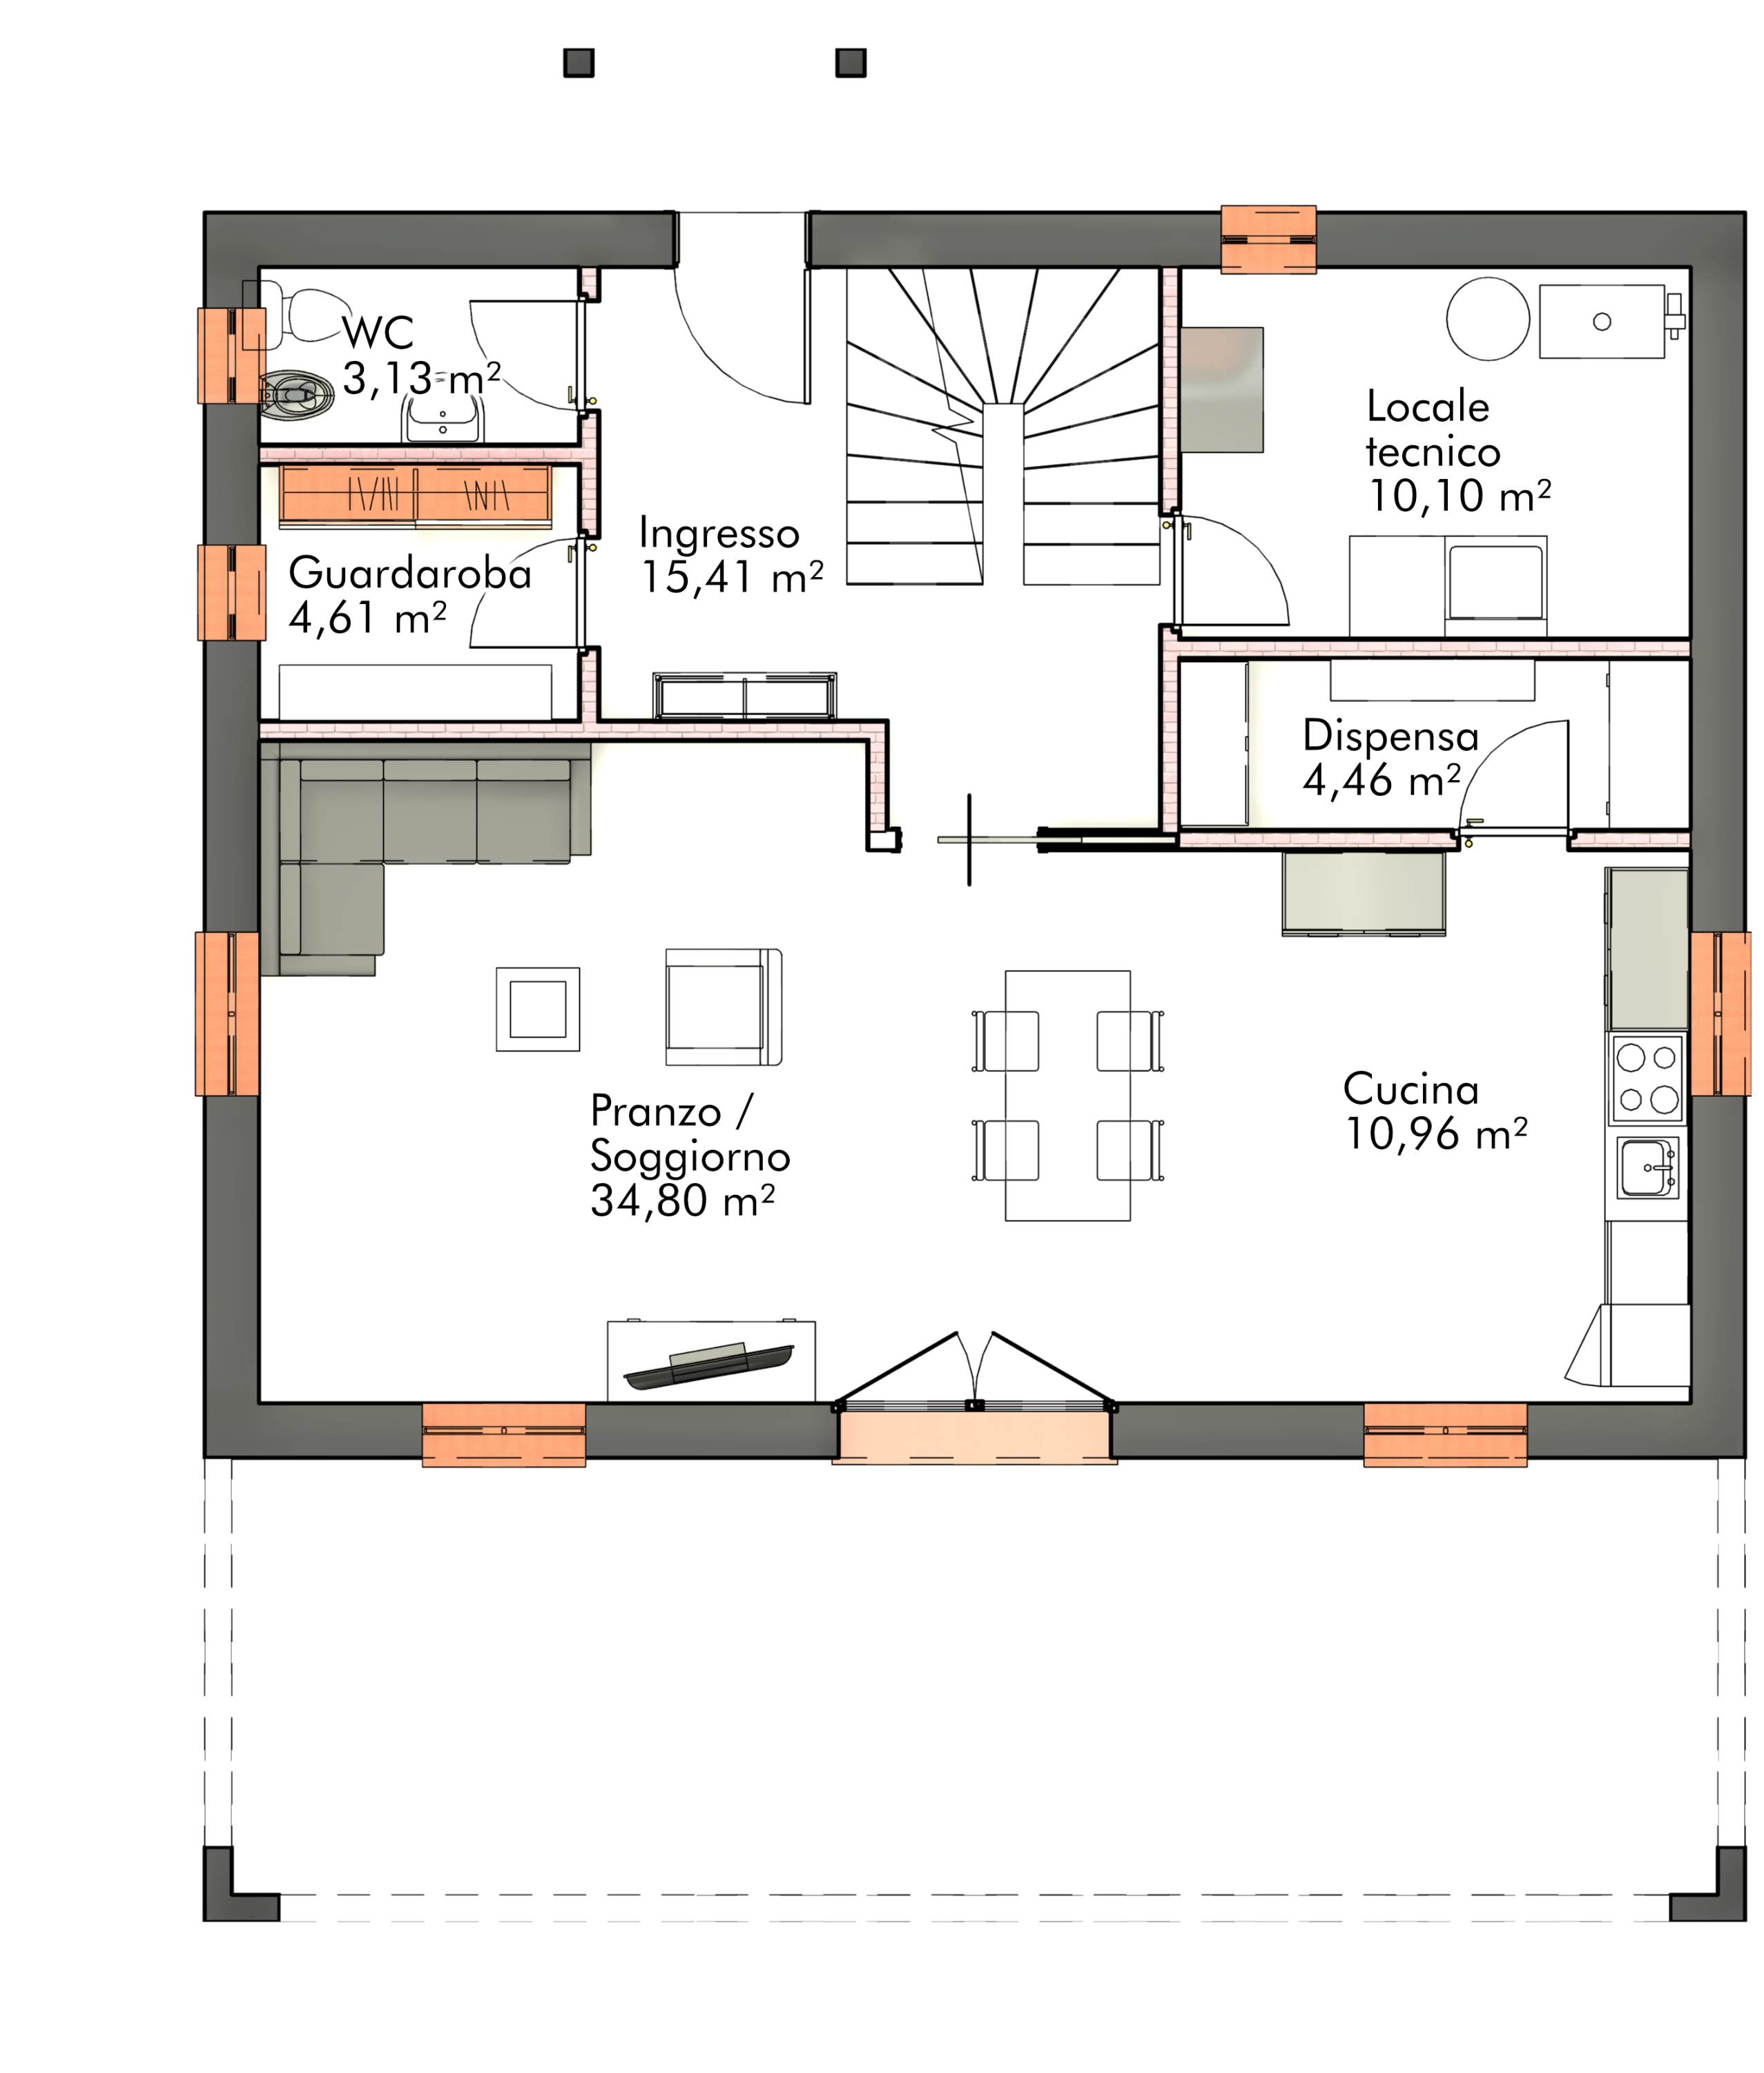 WC
3,13 m²
Locale
tecnico
10,10 m²
Ingresso
15,41 m²
Guardaroba
4,61 m²
Dispensa
4,46 m²
Cucina
10,96 m²
Pranzo /
Soggiorno
34,80 m²